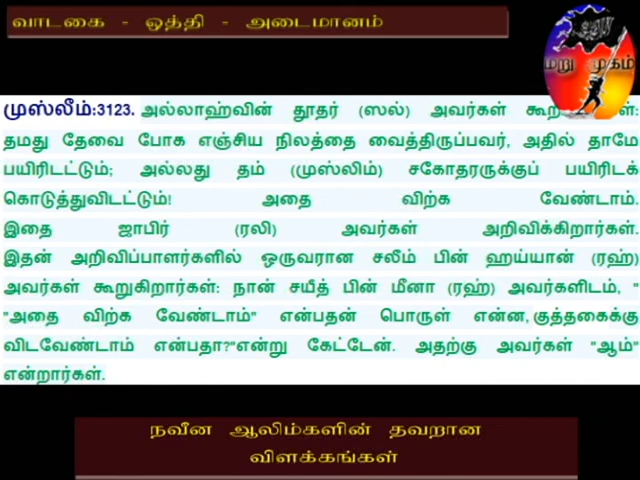 வாடகை - ஒத்தி - அடைமானம்
மறு முகம்
முஸ்லீம்:3123. அல்லாஹ்வின் தூதர் (ஸல்) அவர்கள்
தமது தேவை போக எஞ்சிய நிலத்தை வைத்திருப்பவர், அதில் தாமே
பயிரிடட்டும்; அல்லது தம் (முஸ்லிம்) சகோதரருக்குப் பயிரிடக்
கொடுத்துவிடட்டும்! அதை விற்க வேண்டாம்.
இதை ஜாபிர் (ரலி) அவர்கள் அறிவிக்கிறார்கள்.
இதன் அறிவிப்பாளர்களில் ஒருவரான சலீம் பின் ஹய்யான் (ரஹ்)
அவர்கள் கூறுகிறார்கள்: நான் சயீத் பின் மீனா (ரஹ்) அவர்களிடம், "
"அதை விற்க வேண்டாம்" என்பதன் பொருள் என்ன, குத்தகைக்கு
விடவேண்டாம் என்பதா?"என்று கேட்டேன். அதற்கு அவர்கள் "ஆம்"
என்றார்கள்.
நவீன ஆலிம்களின் தவறான
விளக்கங்கள்